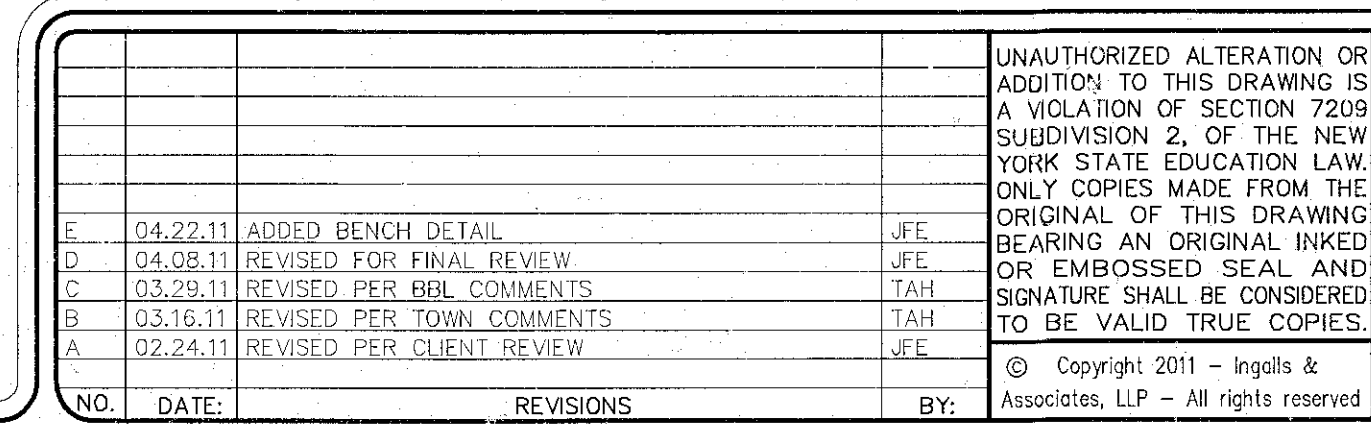 E 04.22.11 ADDED BENCH DETAIL JFE
D 04.08.11 REVISED FOR FINAL REVIEW JFE
C 03.29.11 REVISED PER BBL COMMENTS TAH
B 03.16.11 REVISED PER TOWN COMMENTS TAH
A 02.24.11 REVISED PER CLIENT REVIEW JFE
NO. DATE: REVISIONS BY:
UNAUTHORIZED ALTERATION OR
ADDITION TO THIS DRAWING IS
A VIOLATION OF SECTION 7209
SUBDIVISION 2, OF THE NEW
YORK STATE EDUCATION LAW.
ONLY COPIES MADE FROM THE
ORIGINAL OF THIS DRAWING
BEARING AN ORIGINAL INKED
OR EMBOSSED SEAL AND
SIGNATURE SHALL BE CONSIDERED
TO BE VALID TRUE COPIES.
© Copyright 2011 – Ingalls &
Associates, LLP – All rights reserved